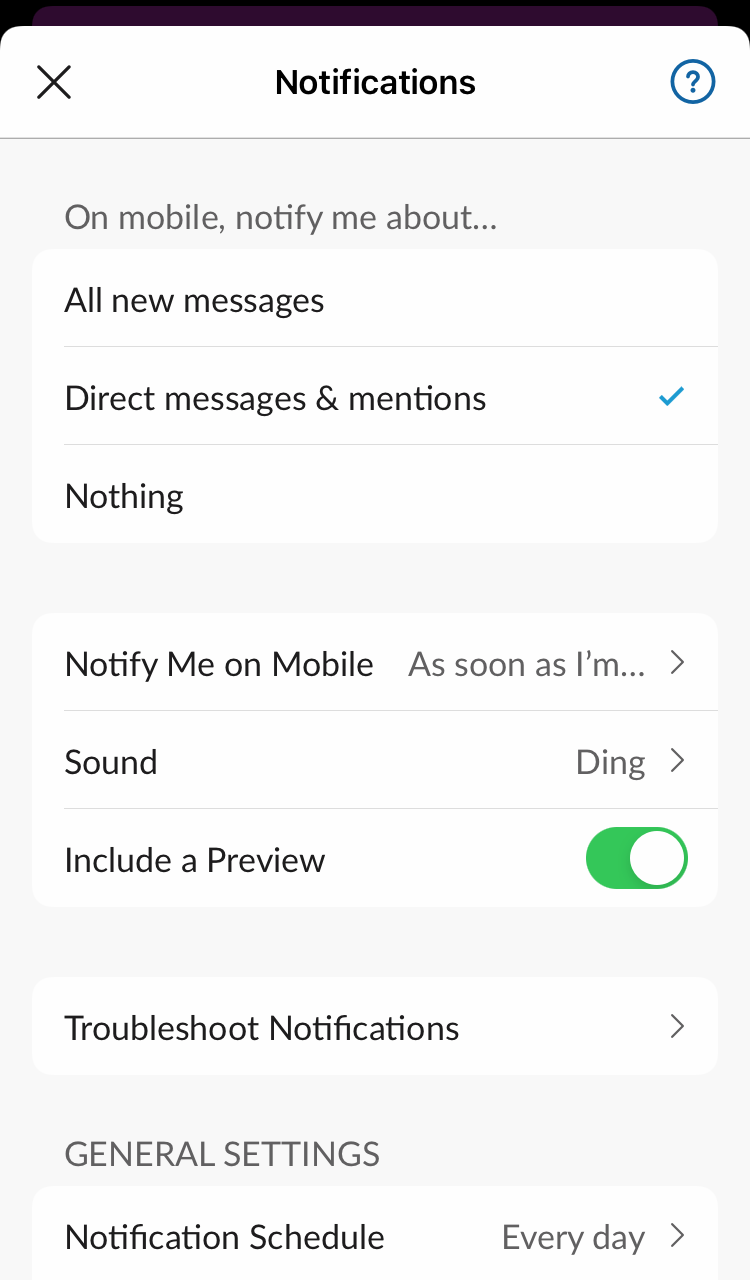 Notifications
?
On mobile, notify me about...
All new messages
Direct messages & mentions
Nothing
Notify Me on Mobile As soon as I’m...
Sound Ding
Include a Preview
Troubleshoot Notifications
GENERAL SETTINGS
Notification Schedule Every day